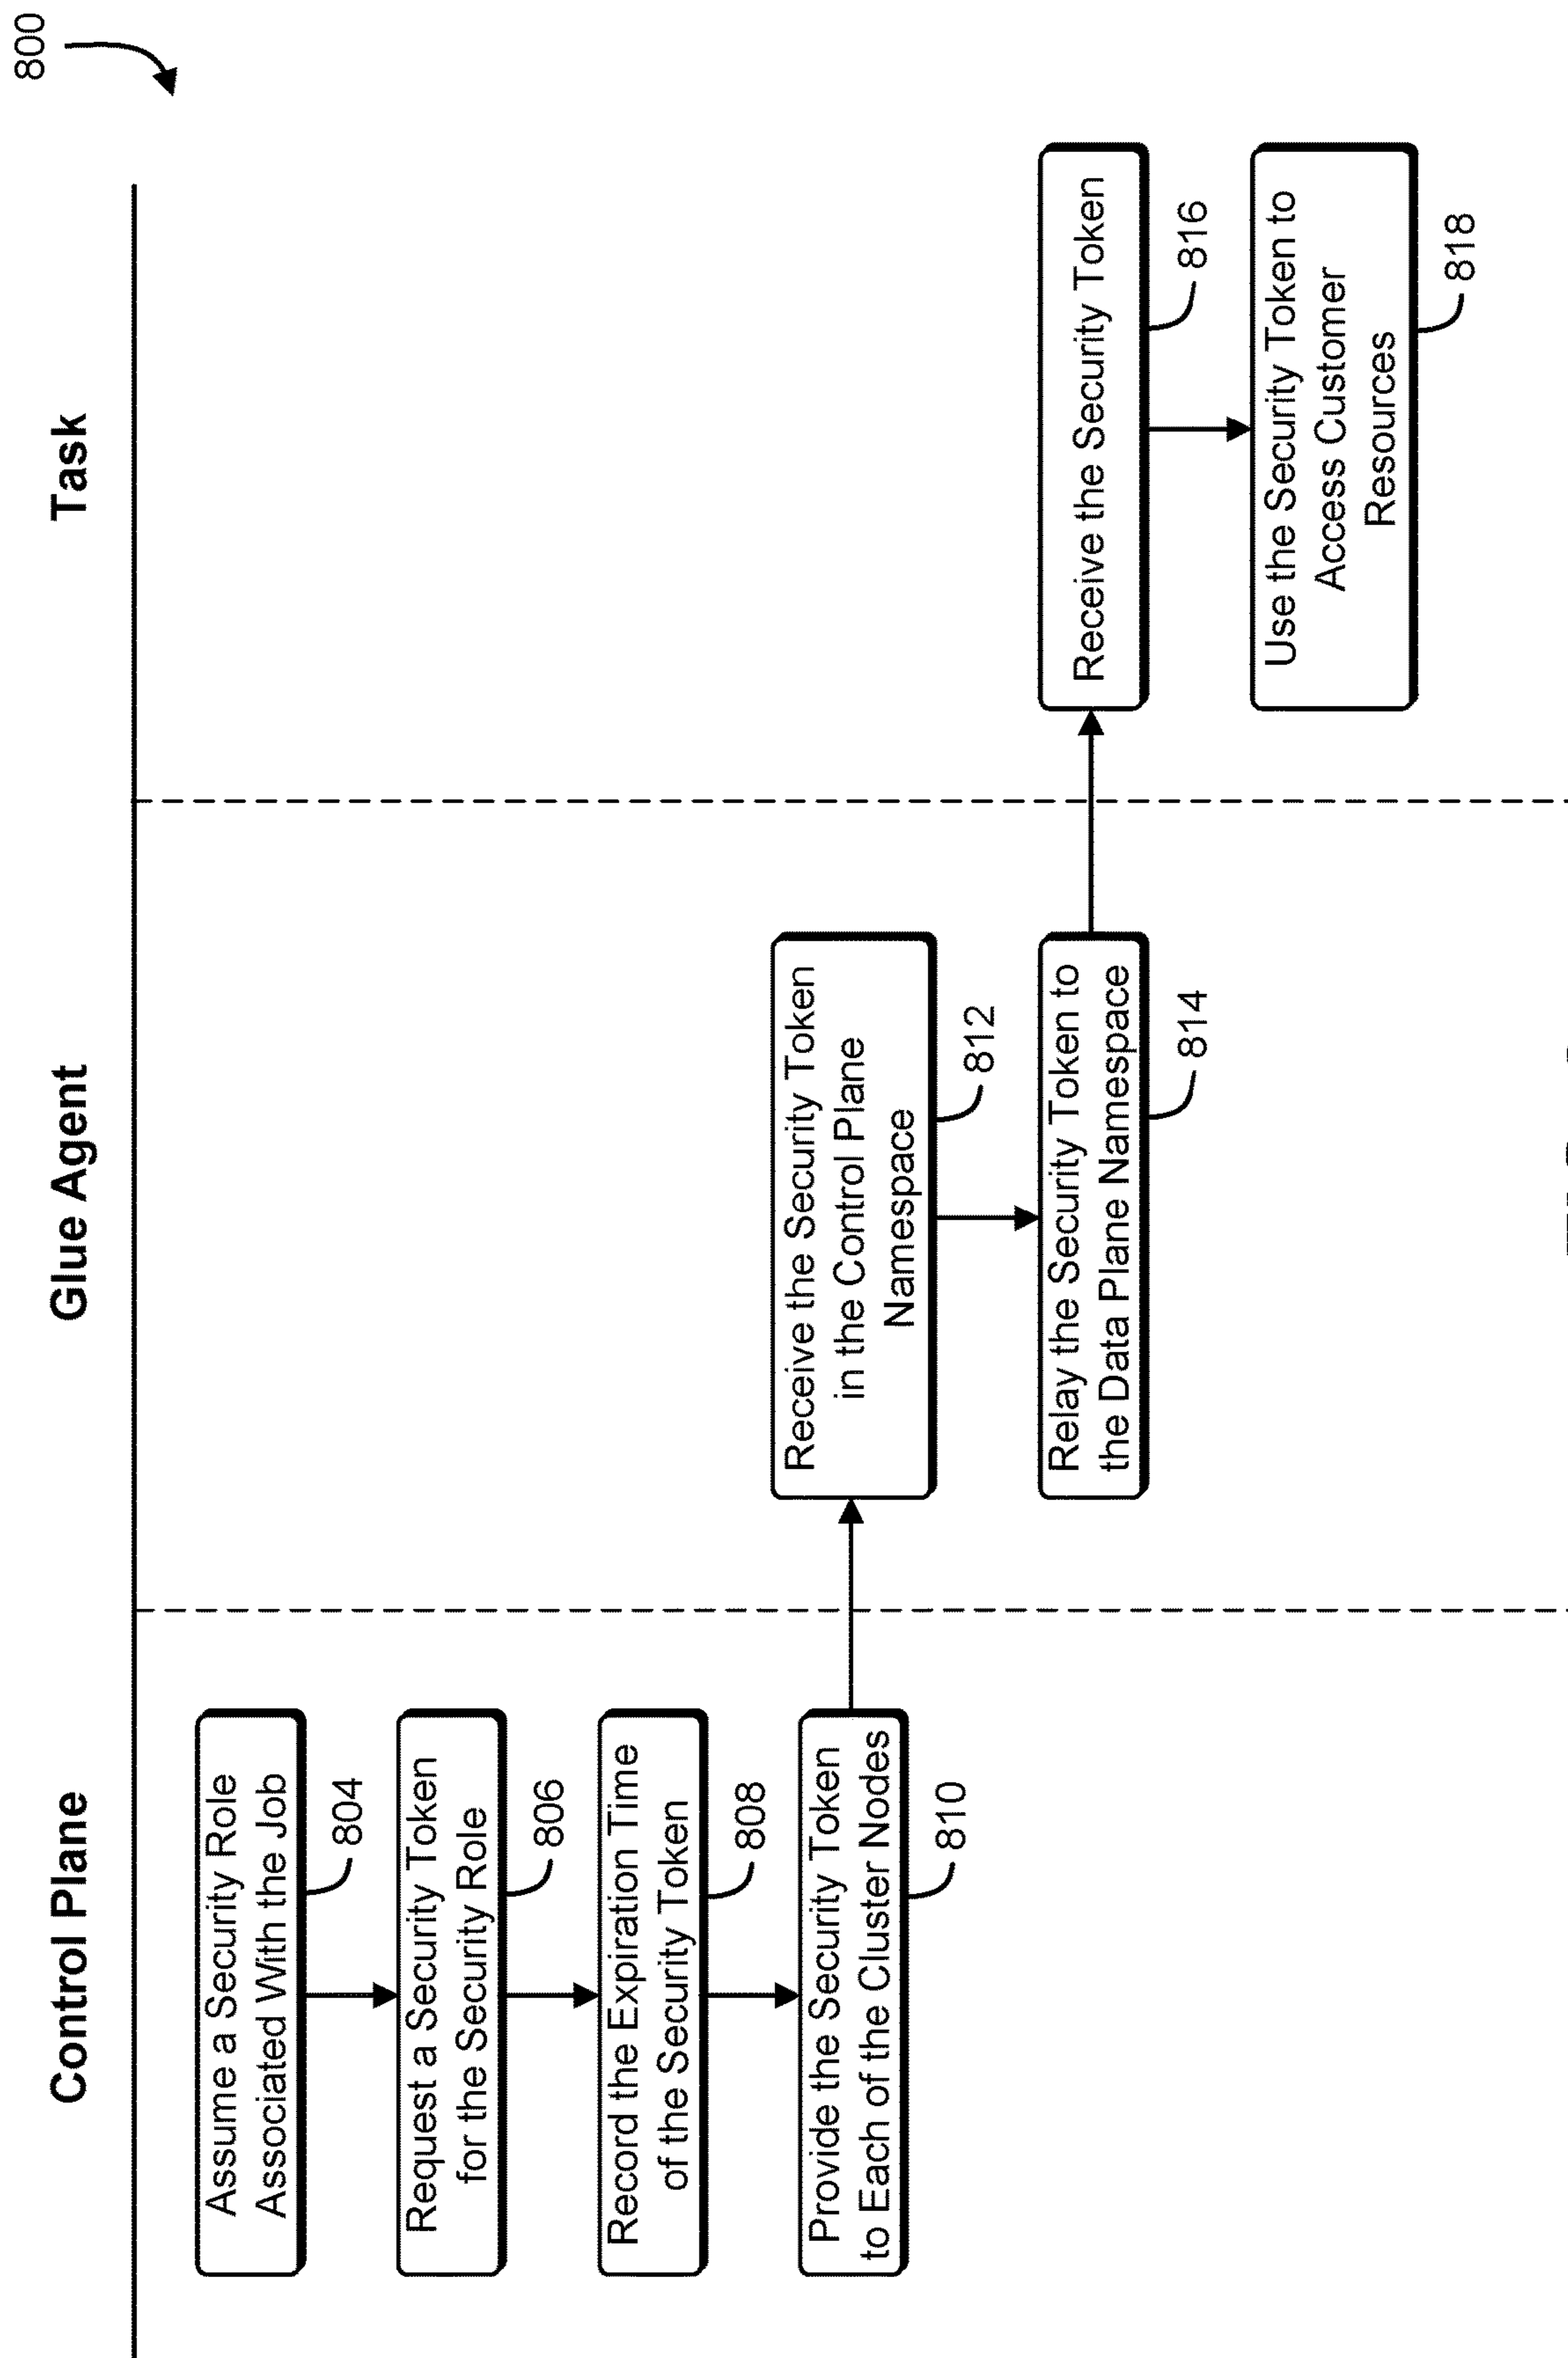 800
Control Plane
Glue Agent
Task
Assume a Security Role
Associated With the Job
804
Request a Security Token
for the Security Role
806
Record the Expiration Time
of the Security Token
808
Provide the Security Token
to Each of the Cluster Nodes
810
Receive the Security Token
in the Control Plane
Namespace
812
Relay the Security Token to
the Data Plane Namespace
814
Receive the Security Token
816
Use the Security Token to
Access Customer
Resources
818